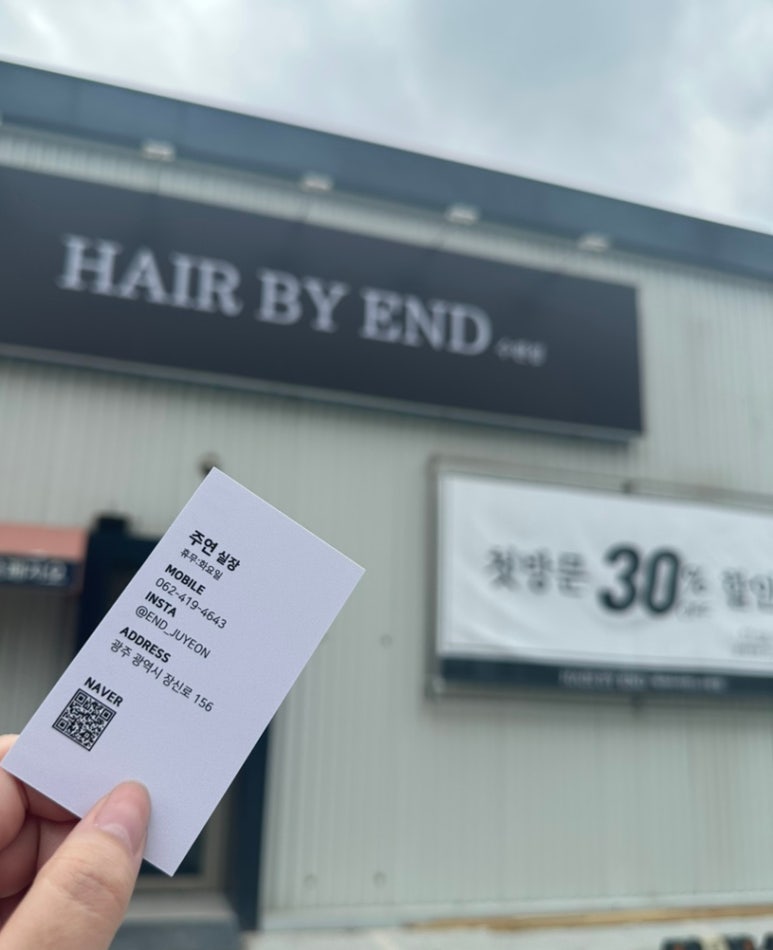 HAIR BY END
첫방문 30% 할인
주연 실장
휴무:화요일
MOBILE
062-419-4643
INSTA
@END_JUYEON
ADDRESS
광주 광역시 장신로 156
NAVER